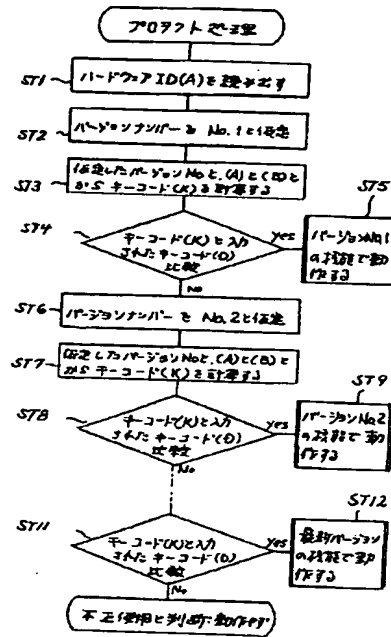 プロテクト処理
ST1
ハードウェアID(A)を読み出す
ST2
バージョンナンバーを No.1と仮定
ST3
仮定したバージョンNoと、(A)と(B)と
から キーコード(K)を計算する
ST4
キーコード(K)と入力
された キーコード(D)
比較
yes
No
ST5
バージョンNo.1
の機能で動
作する
ST6
バージョンナンバーを No.2と仮定
ST7
仮定したバージョンNoと、(A)と(B)と
から キーコード(K)を計算する
ST8
キーコード(K)と入力
された キーコード(D)
比較
yes
No
ST9
バージョンNo.2
の機能で動
作する
ST11
キーコード(K)と入力
された キーコード(D)
比較
yes
No
ST12
最新バージョン
の機能で動
作する
不正使用と判断、動作せず